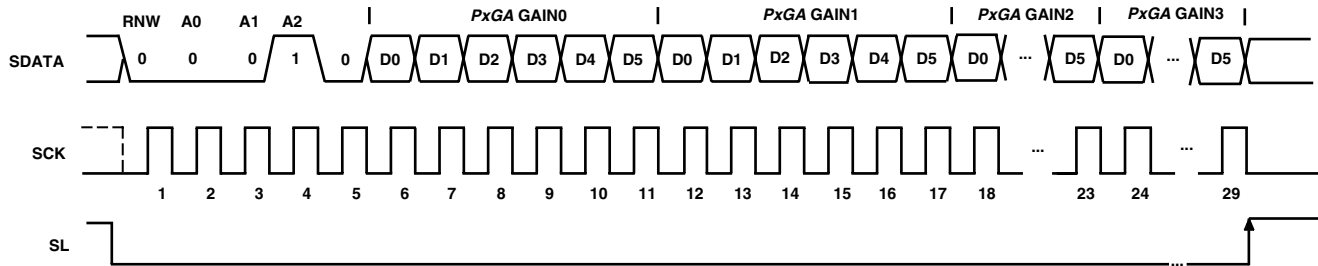 RNW A0 A1 A2 PxGA GAIN0 PxGA GAIN1 PxGA GAIN2 PxGA GAIN3
SDATA 0 0 0 1 0 D0 D1 D2 D3 D4 D5 D0 D1 D2 D3 D4 D5 D0 ... D5 D0 ... D5
SCK ... ...
1 2 3 4 5 6 7 8 9 10 11 12 13 14 15 16 17 18 23 24 29
SL ...